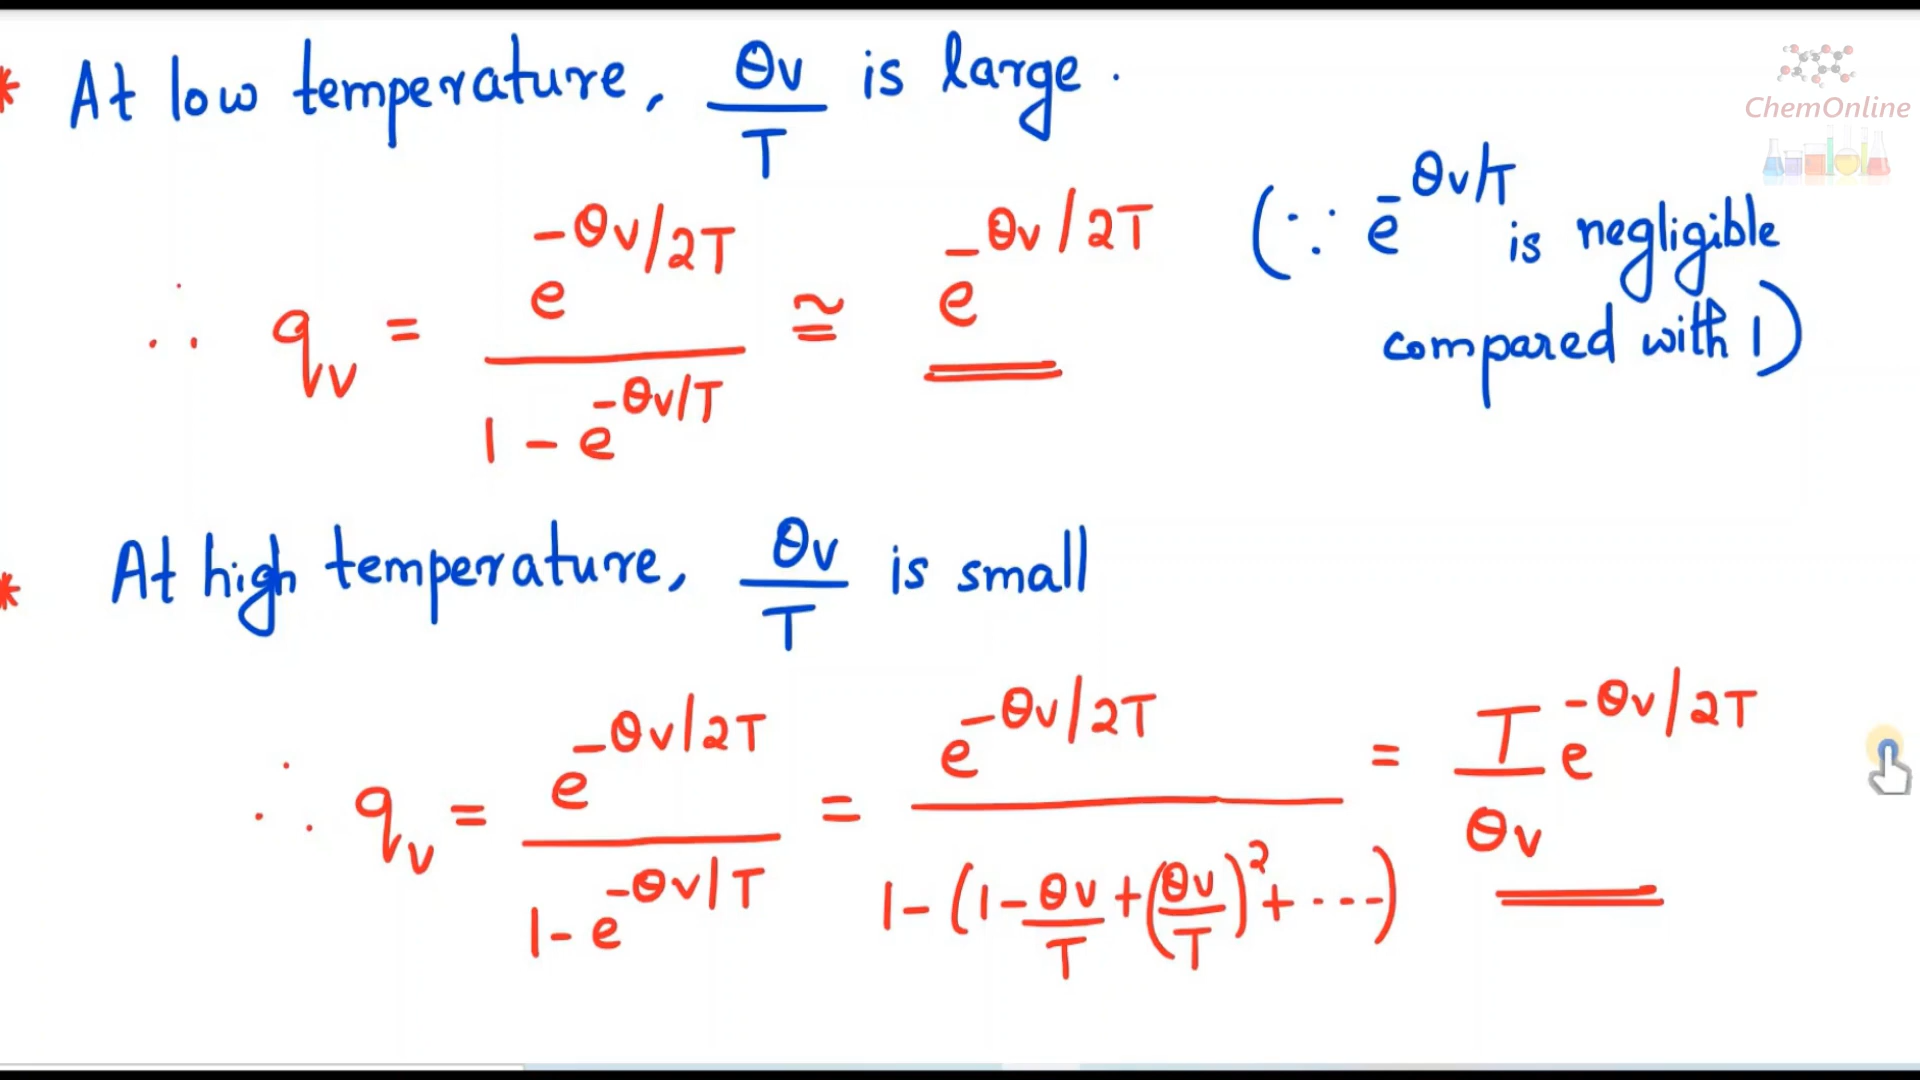 * At low temperature, θv/T is large.
∴ qv = e^-θv/2T / 1 - e^-θv/T ≅ e^-θv/2T (∵ e^-θv/T is negligible
compared with 1)
* At high temperature, θv/T is small
∴ qv = e^-θv/2T / 1 - e^-θv/T = e^-θv/2T / 1 - (1 - θv/T + (θv/T)^2 + ----) = T/θv e^-θv/2T
ChemOnline